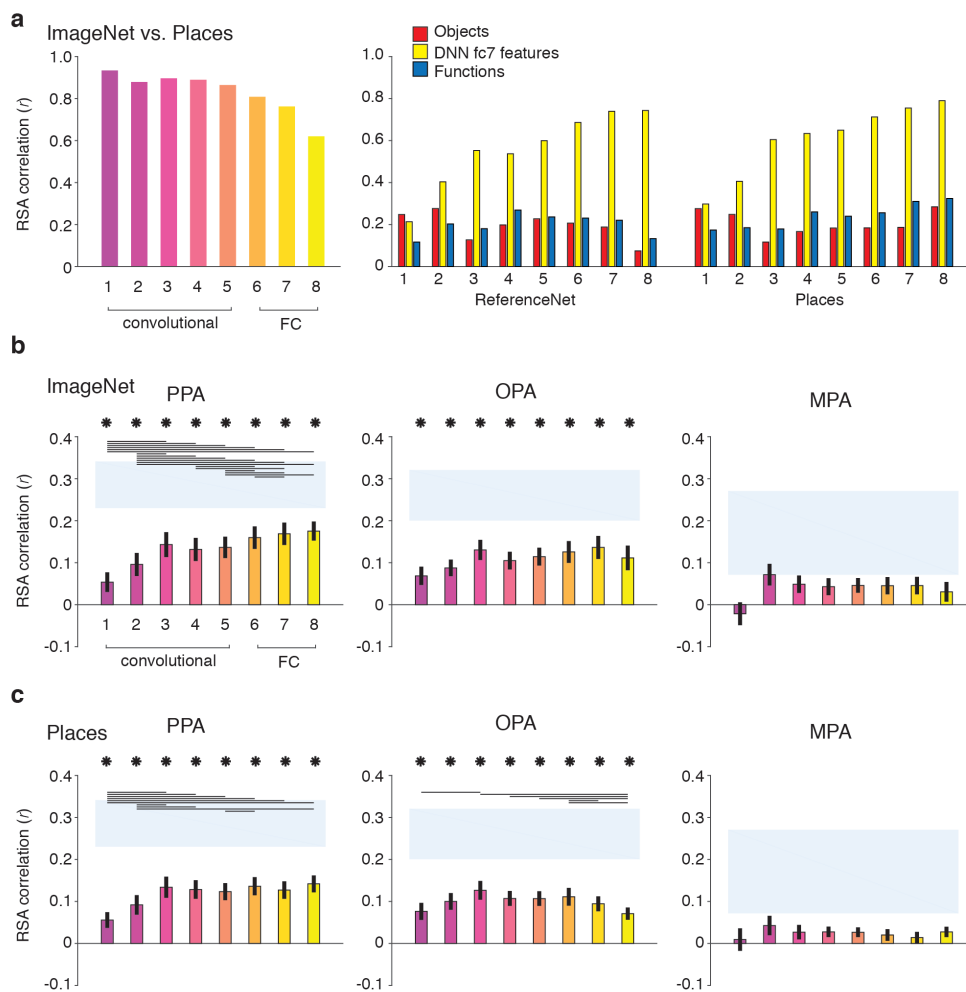 a
ImageNet vs. Places
Objects
DNN fc7 features
Functions
RSA correlation (r)
1.0
0.8
0.6
0.4
0.2
0
1 2 3 4 5 6 7 8
convolutional FC
1.0
0.8
0.6
0.4
0.2
0
1 2 3 4 5 6 7 8
ReferenceNet
1 2 3 4 5 6 7 8
Places
b
ImageNet
PPA
OPA
MPA
* * * * * * * *
* * * * * * * *
RSA correlation (r)
0.4
0.3
0.2
0.1
0
-0.1
1 2 3 4 5 6 7 8
convolutional FC
0.4
0.3
0.2
0.1
0
-0.1
0.4
0.3
0.2
0.1
0
-0.1
c
Places
PPA
OPA
MPA
* * * * * * * *
* * * * * * * *
RSA correlation (r)
0.4
0.3
0.2
0.1
0
-0.1
0.4
0.3
0.2
0.1
0
-0.1
0.4
0.3
0.2
0.1
0
-0.1